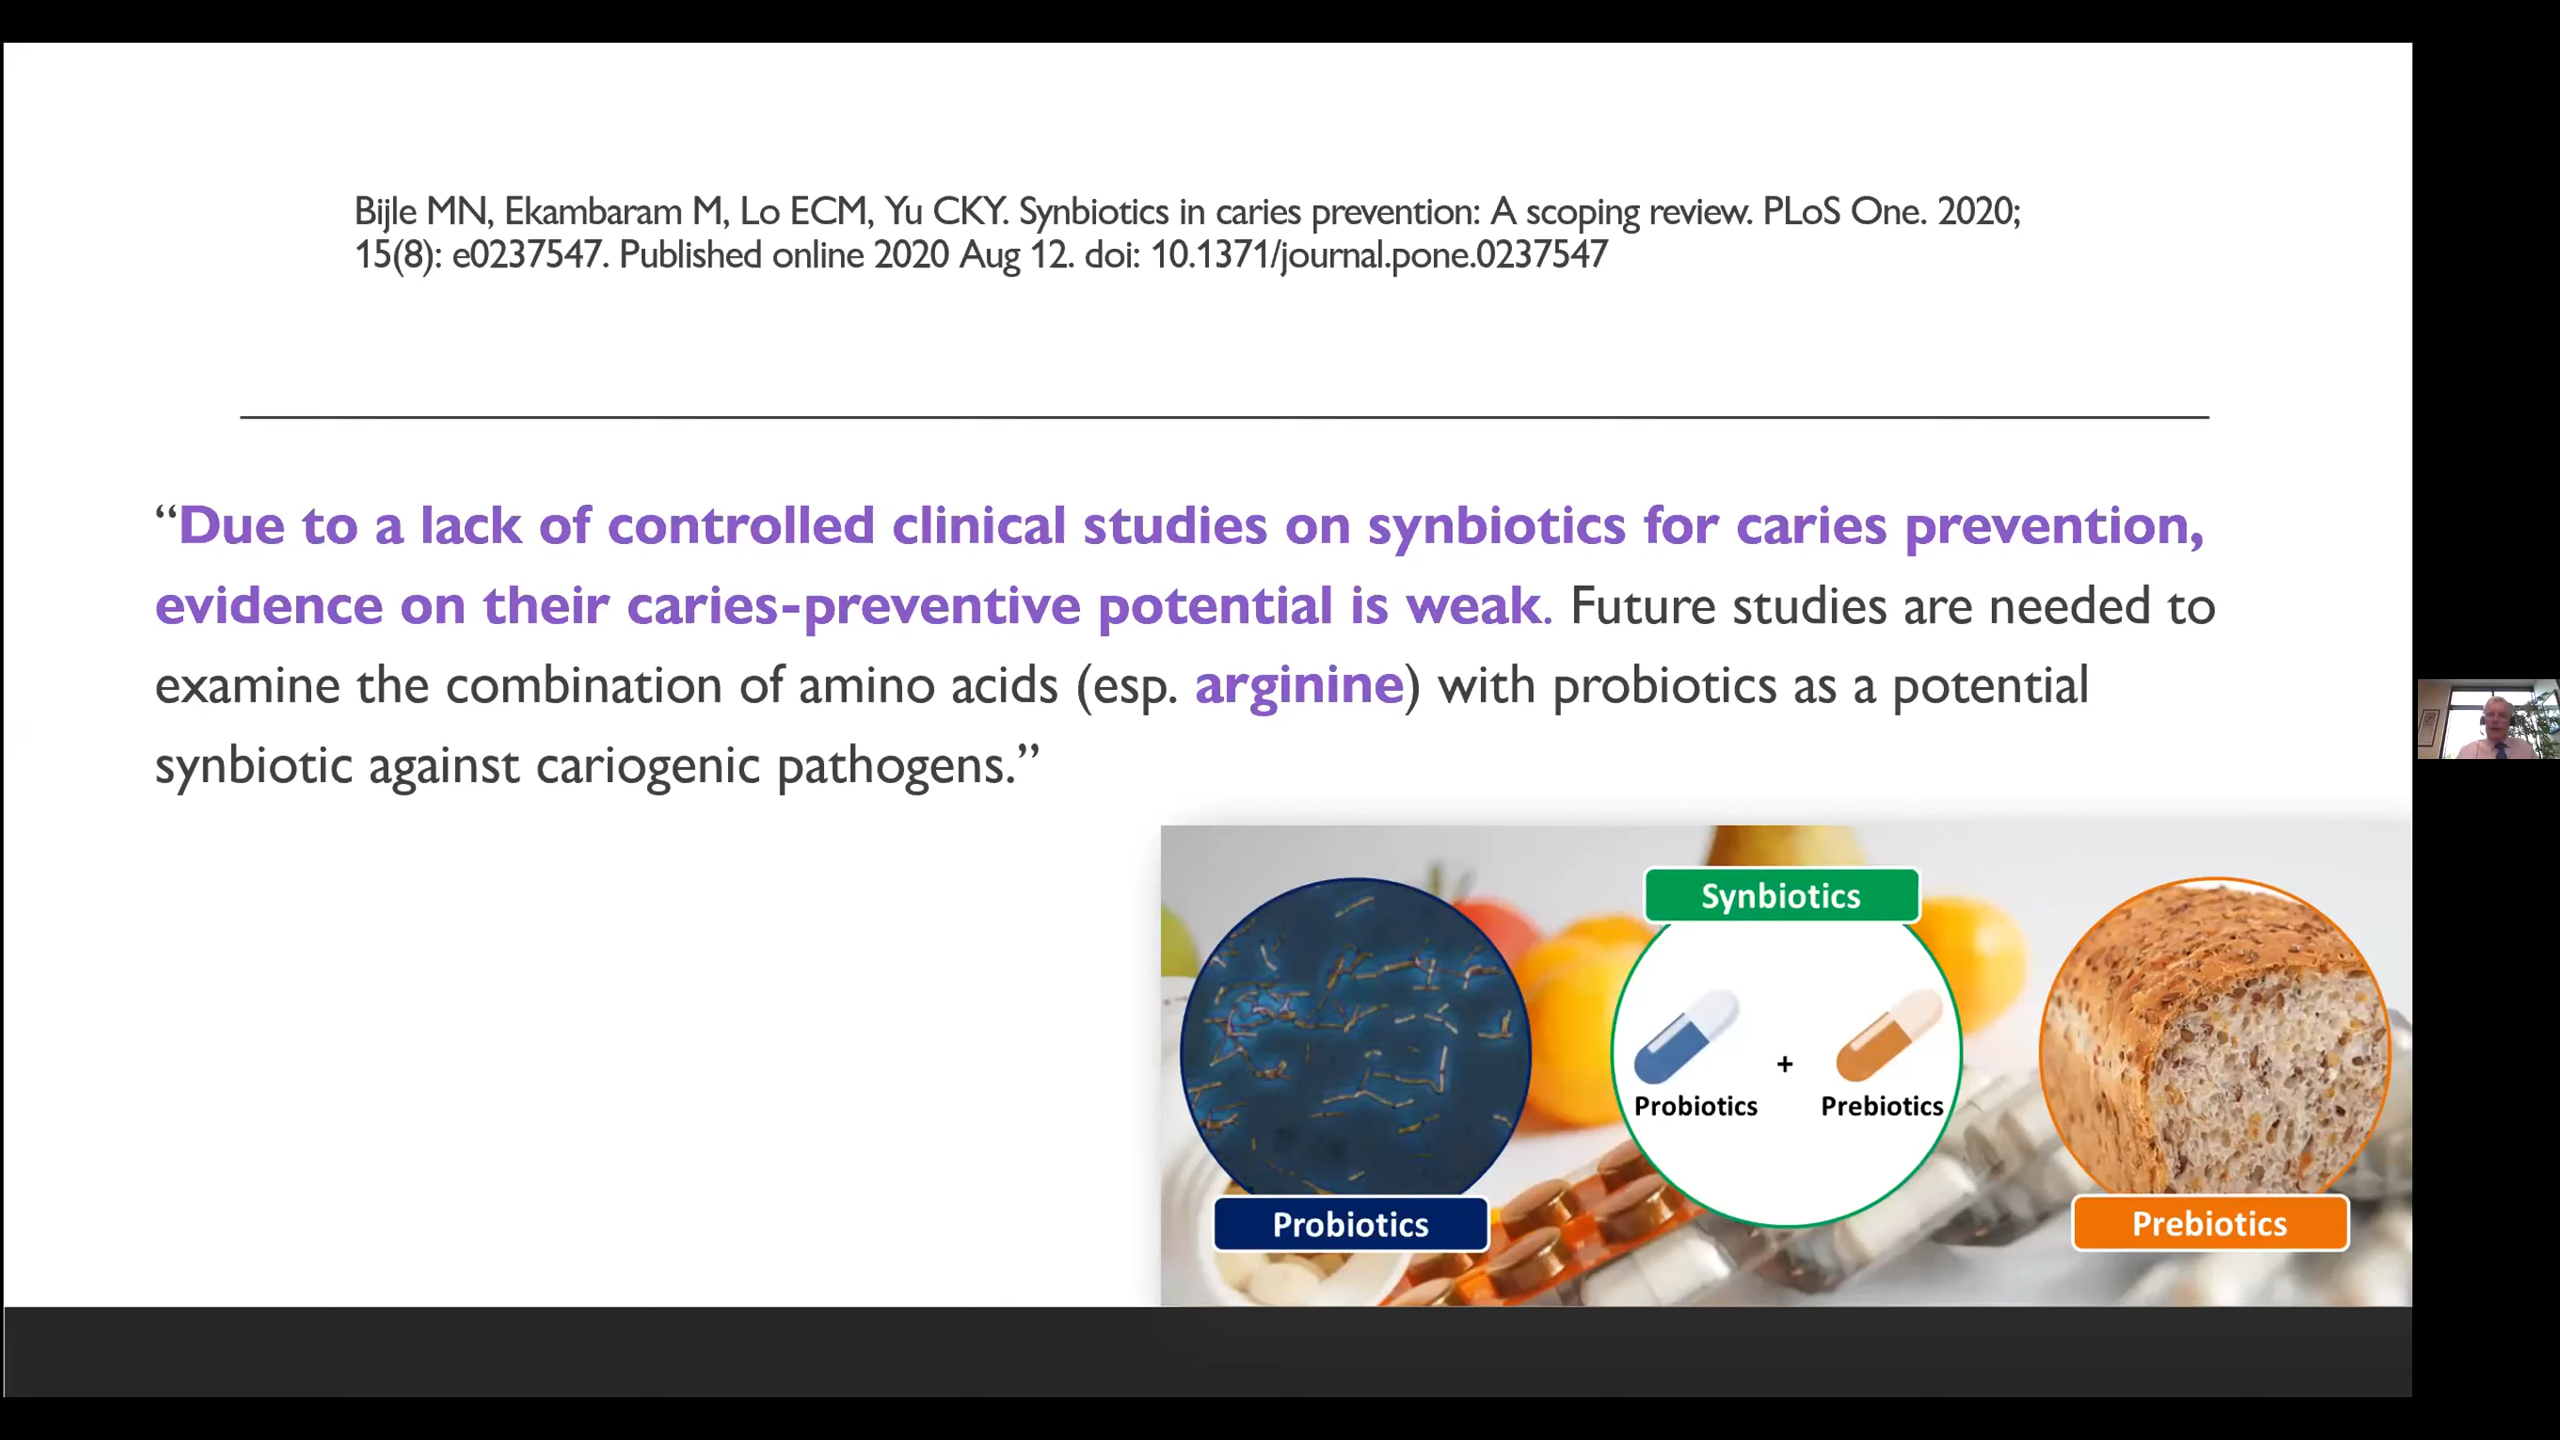 Bijle MN, Ekambaram M, Lo ECM, Yu CKY. Synbiotics in caries prevention: A scoping review. PLoS One. 2020;
15(8): e0237547. Published online 2020 Aug 12. doi: 10.1371/journal.pone.0237547
“Due to a lack of controlled clinical studies on synbiotics for caries prevention,
evidence on their caries-preventive potential is weak. Future studies are needed to
examine the combination of amino acids (esp. arginine) with probiotics as a potential
synbiotic against cariogenic pathogens.”
Synbiotics
+
Probiotics Prebiotics
Probiotics
Prebiotics